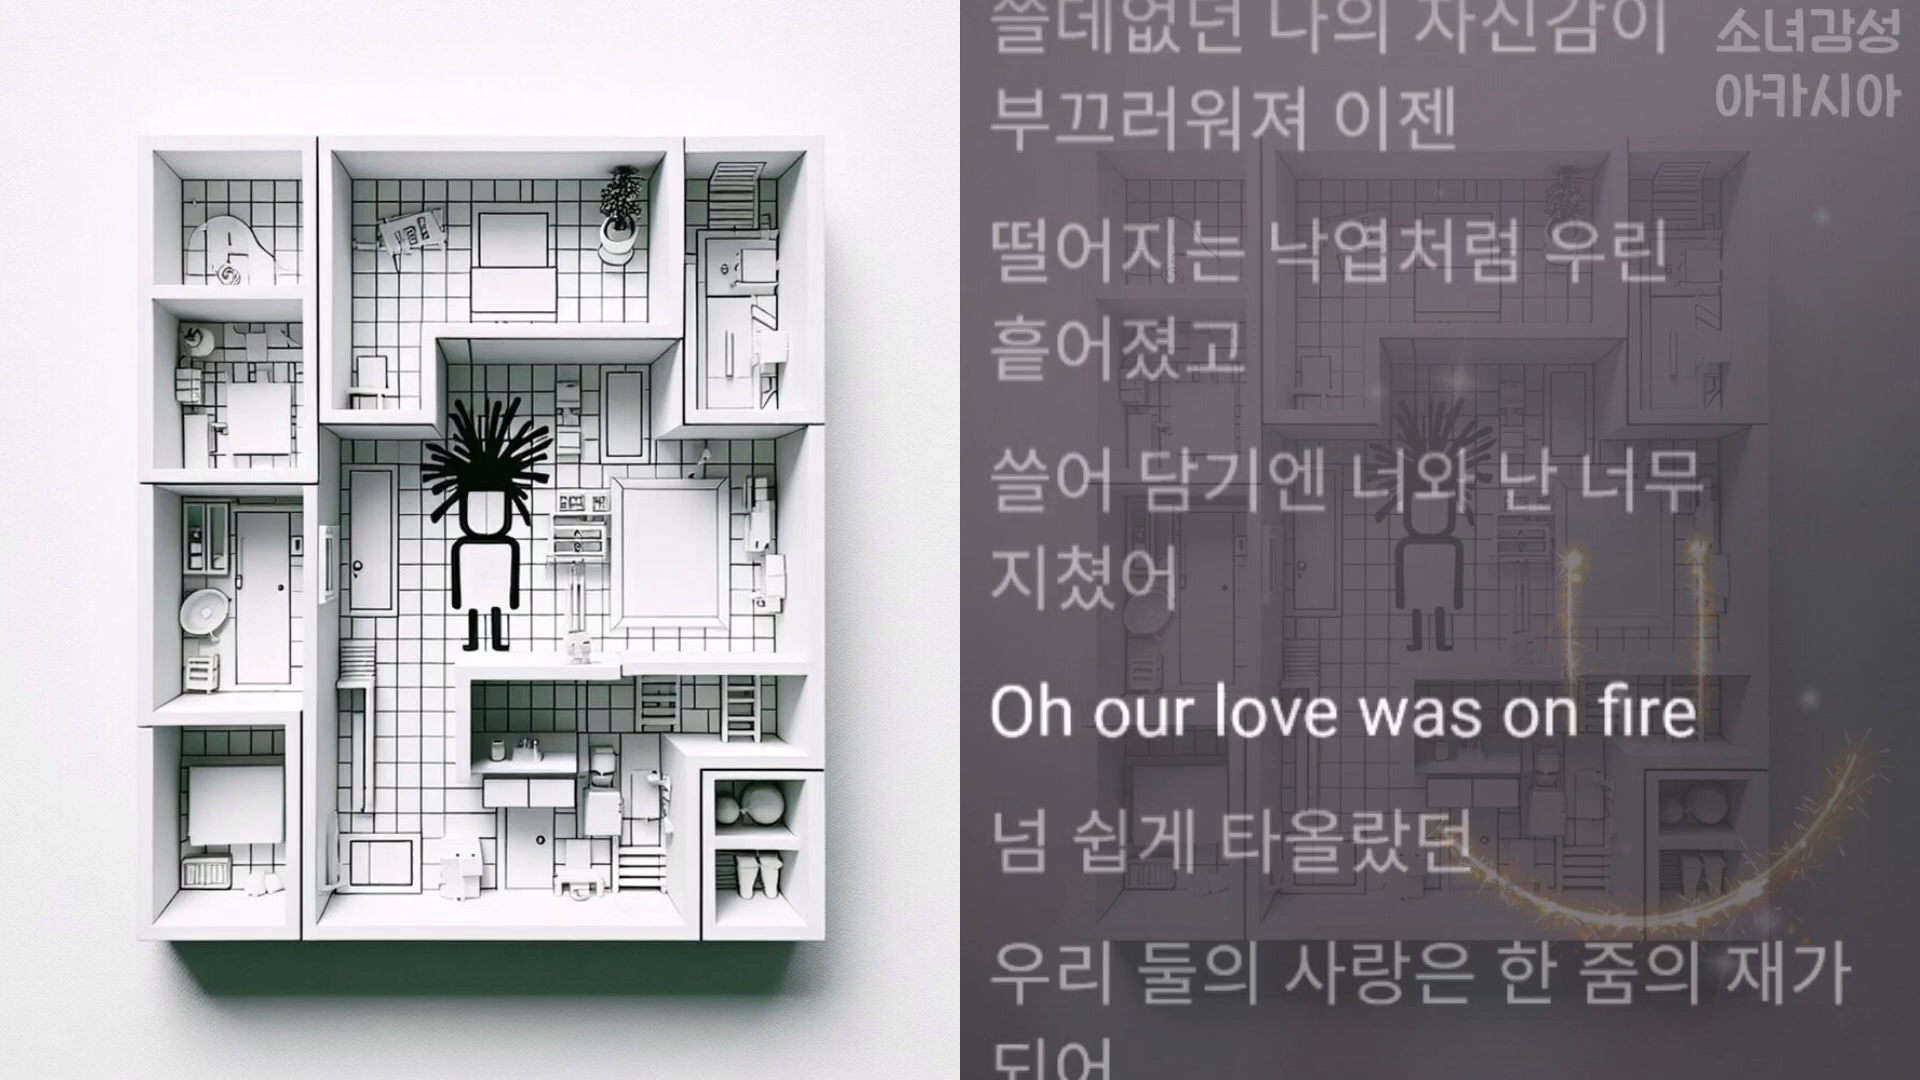 쓸데없던 나의 자신감이
부끄러워져 이젠
떨어지는 낙엽처럼 우린
흩어졌고
쓸어 담기엔 너와 난 너무
지쳤어
Oh our love was on fire
넘 쉽게 타올랐던
우리 둘의 사랑은 한 줌의 재가
되어
소녀감성
아카시아